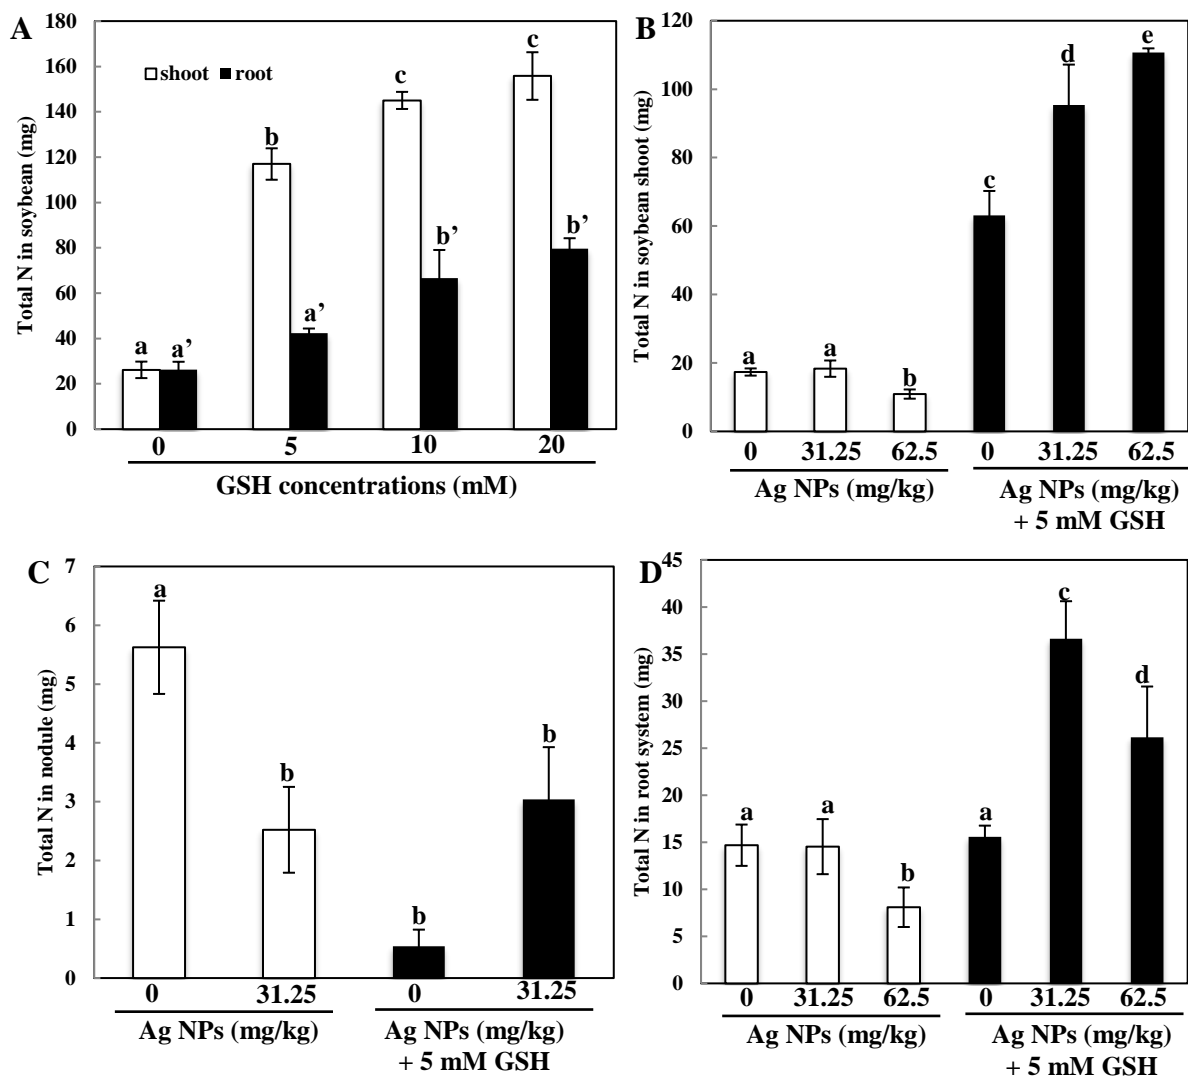 A
Total N in soybean (mg)
180
160
140
120
100
80
60
40
20
0
shoot root
a a’ b a’ c b’ c b’
0 5 10 20
GSH concentrations (mM)
B
Total N in soybean shoot (mg)
120
100
80
60
40
20
0
a a b c d e
0 31.25 62.5 0 31.25 62.5
Ag NPs (mg/kg) Ag NPs (mg/kg)
+ 5 mM GSH
C
Total N in nodule (mg)
7
6
5
4
3
2
1
0
a b b b
0 31.25 0 31.25
Ag NPs (mg/kg) Ag NPs (mg/kg)
+ 5 mM GSH
D
Total N in root system (mg)
45
40
35
30
25
20
15
10
5
0
a a b a c d
0 31.25 62.5 0 31.25 62.5
Ag NPs (mg/kg) Ag NPs (mg/kg)
+ 5 mM GSH